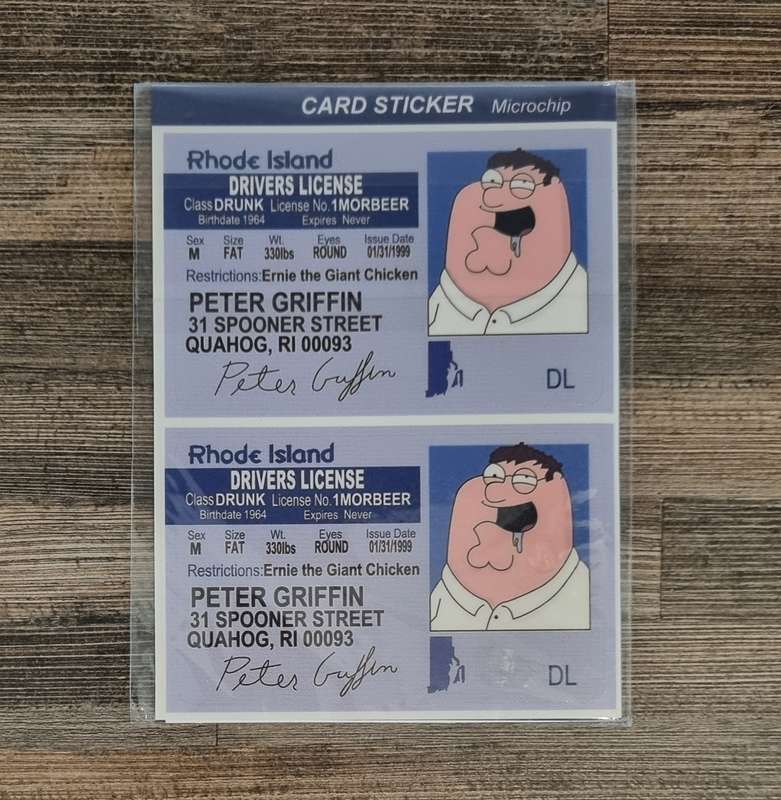 CARD STICKER Microchip
Rhode Island
DRIVERS LICENSE
Class DRUNK License No. 1MORBEER
Birthdate 1964 Expires Never
Sex Size Wt. Eyes Issue Date
M FAT 330lbs ROUND 01/31/1999
Restrictions:Ernie the Giant Chicken
PETER GRIFFIN
31 SPOONER STREET
QUAHOG, RI 00093
Peter Griffin
DL
Rhode Island
DRIVERS LICENSE
Class DRUNK License No. 1MORBEER
Birthdate 1964 Expires Never
Sex Size Wt. Eyes Issue Date
M FAT 330lbs ROUND 01/31/1999
Restrictions:Ernie the Giant Chicken
PETER GRIFFIN
31 SPOONER STREET
QUAHOG, RI 00093
Peter Griffin
DL